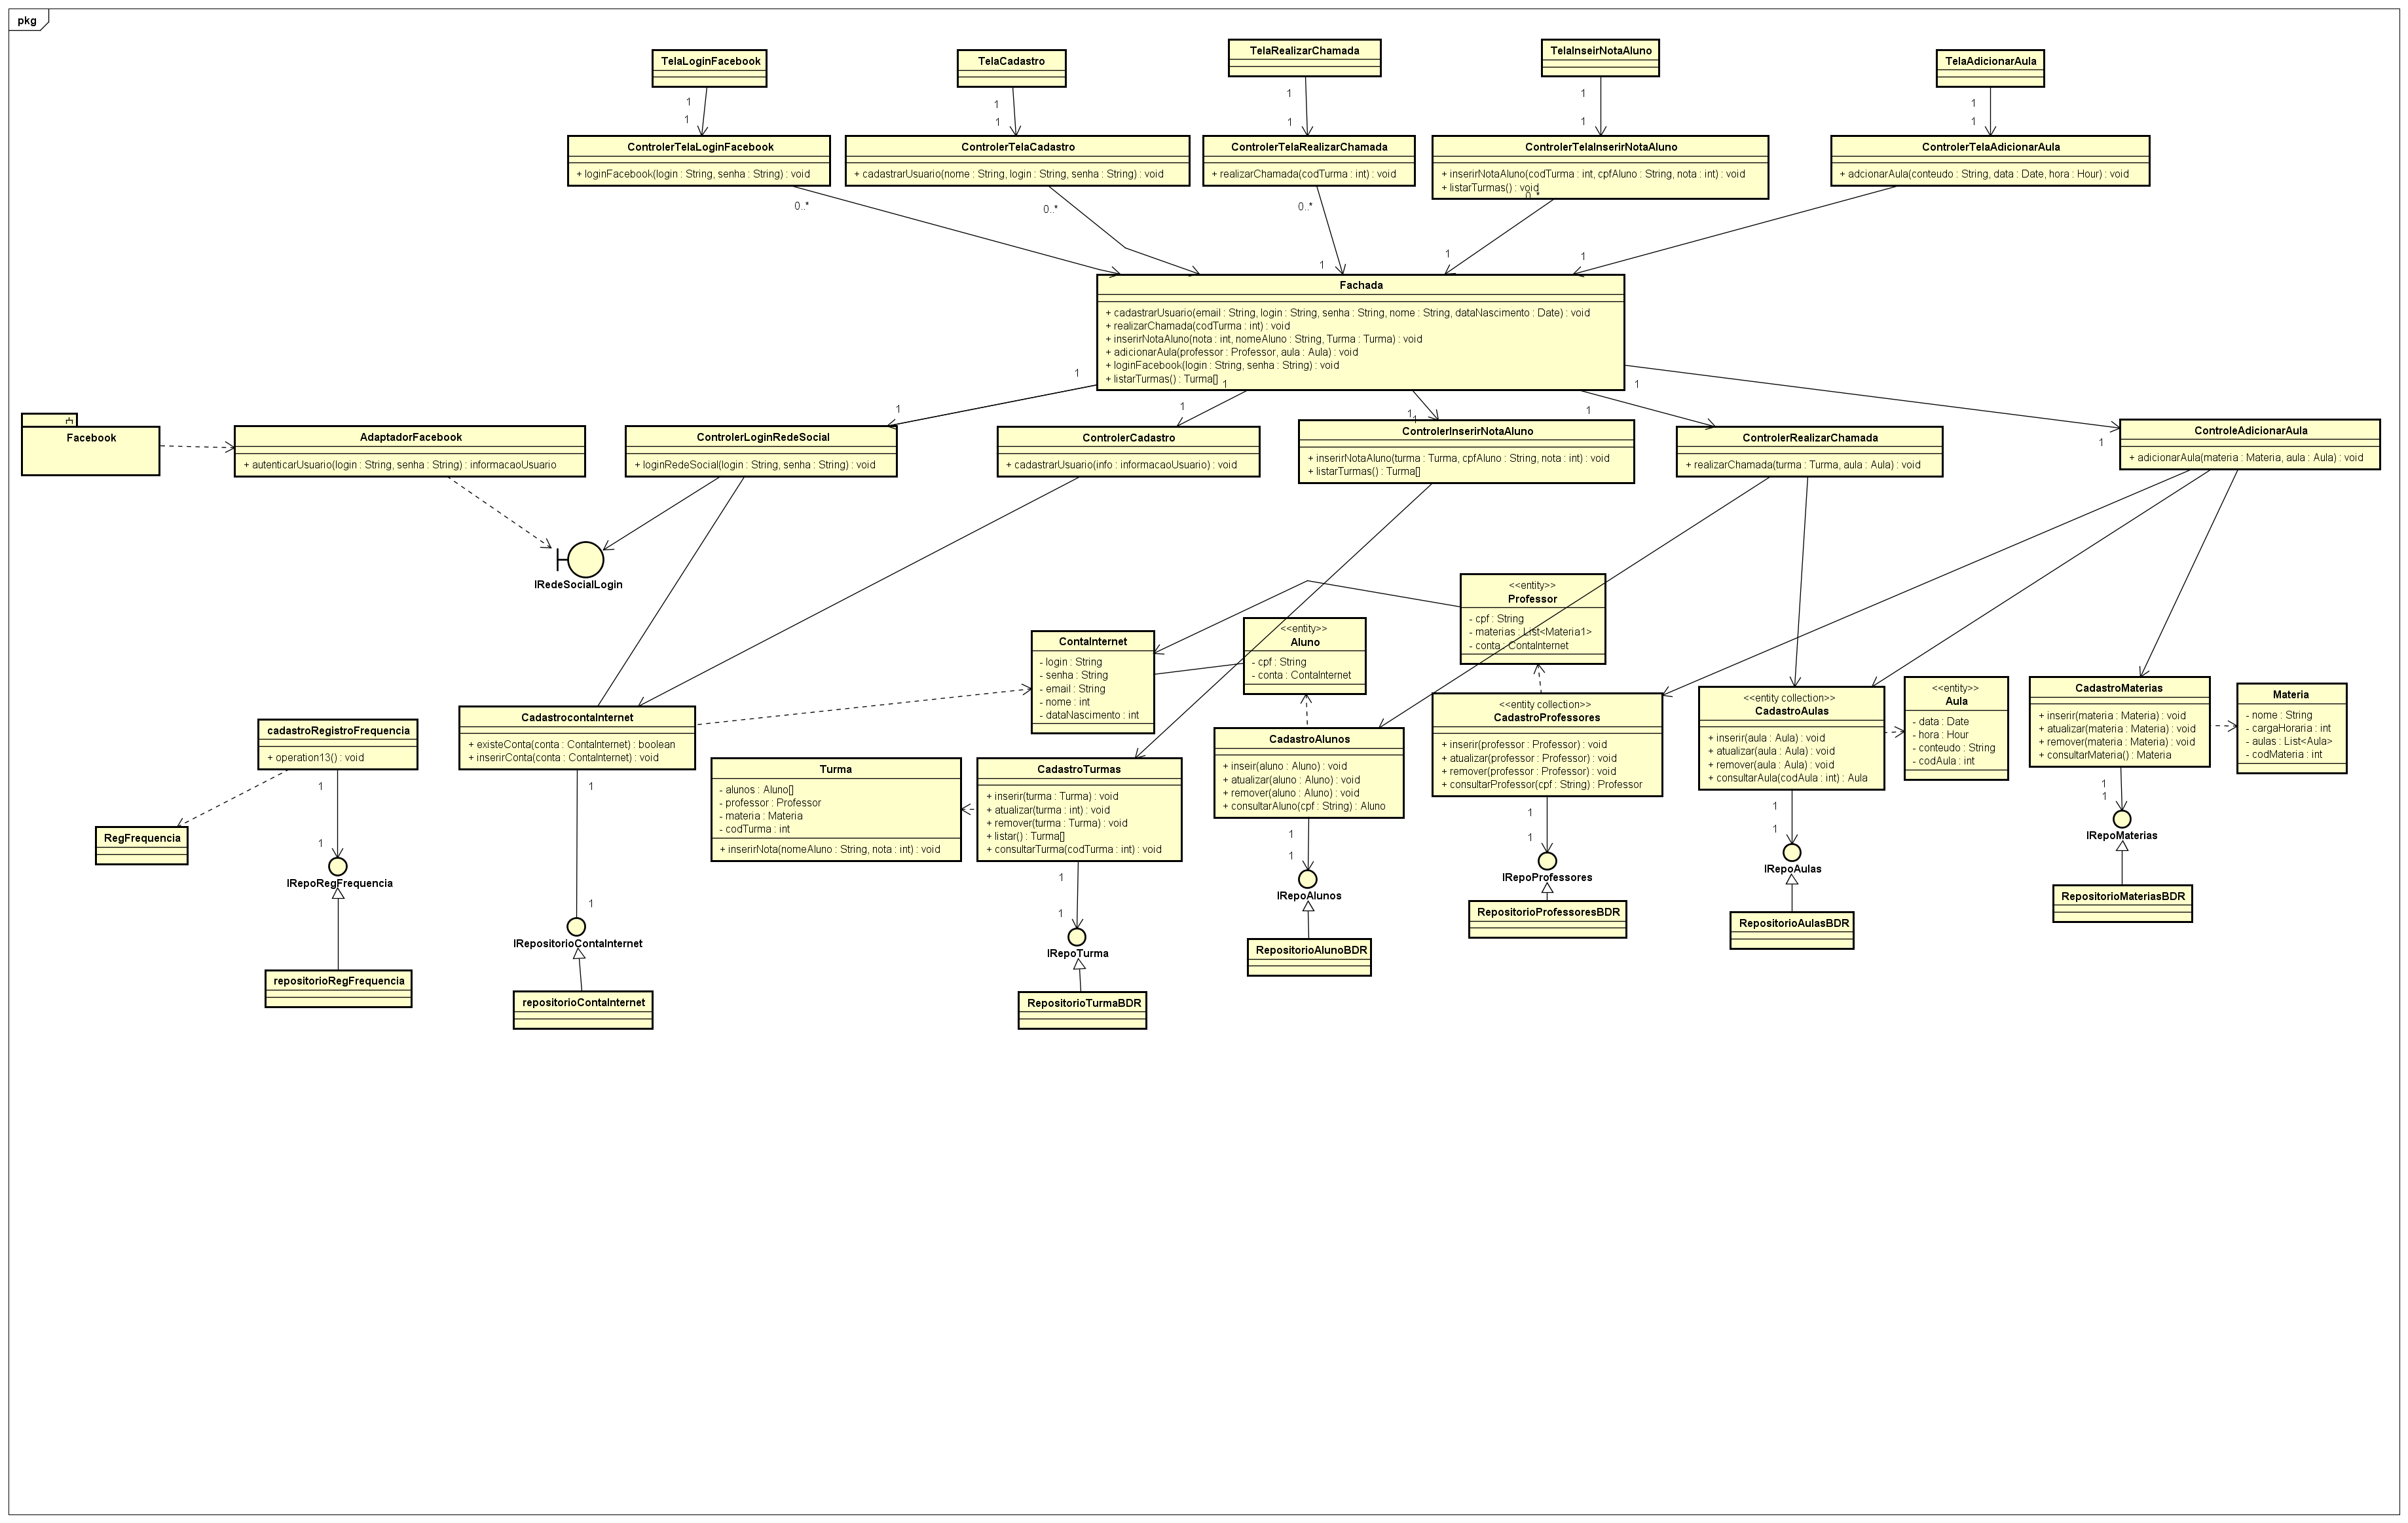 pkg
TelaLoginFacebook
TelaCadastro
TelaRealizarChamada
TelaInseirNotaAluno
TelaAdicionarAula
1
1
1
1
1
1
1
1
1
1
ControlerTelaLoginFacebook
+ loginFacebook(login : String, senha : String) : void
ControlerTelaCadastro
+ cadastrarUsuario(nome : String, login : String, senha : String) : void
ControlerTelaRealizarChamada
+ realizarChamada(codTurma : int) : void
ControlerTelaInserirNotaAluno
+ inserirNotaAluno(codTurma : int, cpfAluno : String, nota : int) : void
+ listarTurmas() : void
ControlerTelaAdicionarAula
+ adcionarAula(conteudo : String, data : Date, hora : Hour) : void
0..*
0..*
0..*
0..*
1
1
1
Fachada
+ cadastrarUsuario(email : String, login : String, senha : String, nome : String, dataNascimento : Date) : void
+ realizarChamada(codTurma : int) : void
+ inserirNotaAluno(nota : int, nomeAluno : String, Turma : Turma) : void
+ adicionarAula(professor : Professor, aula : Aula) : void
+ loginFacebook(login : String, senha : String) : void
+ listarTurmas() : Turma[]
1
1
1
1
1
1
1
1
1
Facebook
AdaptadorFacebook
+ autenticarUsuario(login : String, senha : String) : informacaoUsuario
ControlerLoginRedeSocial
+ loginRedeSocial(login : String, senha : String) : void
ControlerCadastro
+ cadastrarUsuario(info : informacaoUsuario) : void
ControlerInserirNotaAluno
+ inserirNotaAluno(turma : Turma, cpfAluno : String, nota : int) : void
+ listarTurmas() : Turma[]
ControlerRealizarChamada
+ realizarChamada(turma : Turma, aula : Aula) : void
ControleAdicionarAula
+ adicionarAula(materia : Materia, aula : Aula) : void
IRedeSocialLogin
<<entity>>
Professor
- cpf : String
- materias : List<Materia1>
- conta : ContaInternet
<<entity>>
Aluno
- cpf : String
- conta : ContaInternet
ContaInternet
- login : String
- senha : String
- email : String
- nome : int
- dataNascimento : int
cadastroRegistroFrequencia
+ operation13() : void
CadastrocontaInternet
+ existeConta(conta : ContaInternet) : boolean
+ inserirConta(conta : ContaInternet) : void
Turma
- alunos : Aluno[]
- professor : Professor
- materia : Materia
- codTurma : int
+ inserirNota(nomeAluno : String, nota : int) : void
CadastroTurmas
+ inserir(turma : Turma) : void
+ atualizar(turma : int) : void
+ remover(turma : Turma) : void
+ listar() : Turma[]
+ consultarTurma(codTurma : int) : void
CadastroAlunos
+ inseir(aluno : Aluno) : void
+ atualizar(aluno : Aluno) : void
+ remover(aluno : Aluno) : void
+ consultarAluno(cpf : String) : Aluno
<<entity collection>>
CadastroProfessores
+ inserir(professor : Professor) : void
+ atualizar(professor : Professor) : void
+ remover(professor : Professor) : void
+ consultarProfessor(cpf : String) : Professor
<<entity collection>>
CadastroAulas
+ inserir(aula : Aula) : void
+ atualizar(aula : Aula) : void
+ remover(aula : Aula) : void
+ consultarAula(codAula : int) : Aula
<<entity>>
Aula
- data : Date
- hora : Hour
- conteudo : String
- codAula : int
CadastroMaterias
+ inserir(materia : Materia) : void
+ atualizar(materia : Materia) : void
+ remover(materia : Materia) : void
+ consultarMateria() : Materia
Materia
- nome : String
- cargaHoraria : int
- aulas : List<Aula>
- codMateria : int
1
1
1
1
1
1
1
1
1
1
1
1
1
1
RegFrequencia
IRepoRegFrequencia
IRepositorioContaInternet
IRepoTurma
IRepoAlunos
IRepoProfessores
IRepoAulas
IRepoMaterias
repositorioRegFrequencia
repositorioContaInternet
RepositorioTurmaBDR
RepositorioAlunoBDR
RepositorioProfessoresBDR
RepositorioAulasBDR
RepositorioMateriasBDR